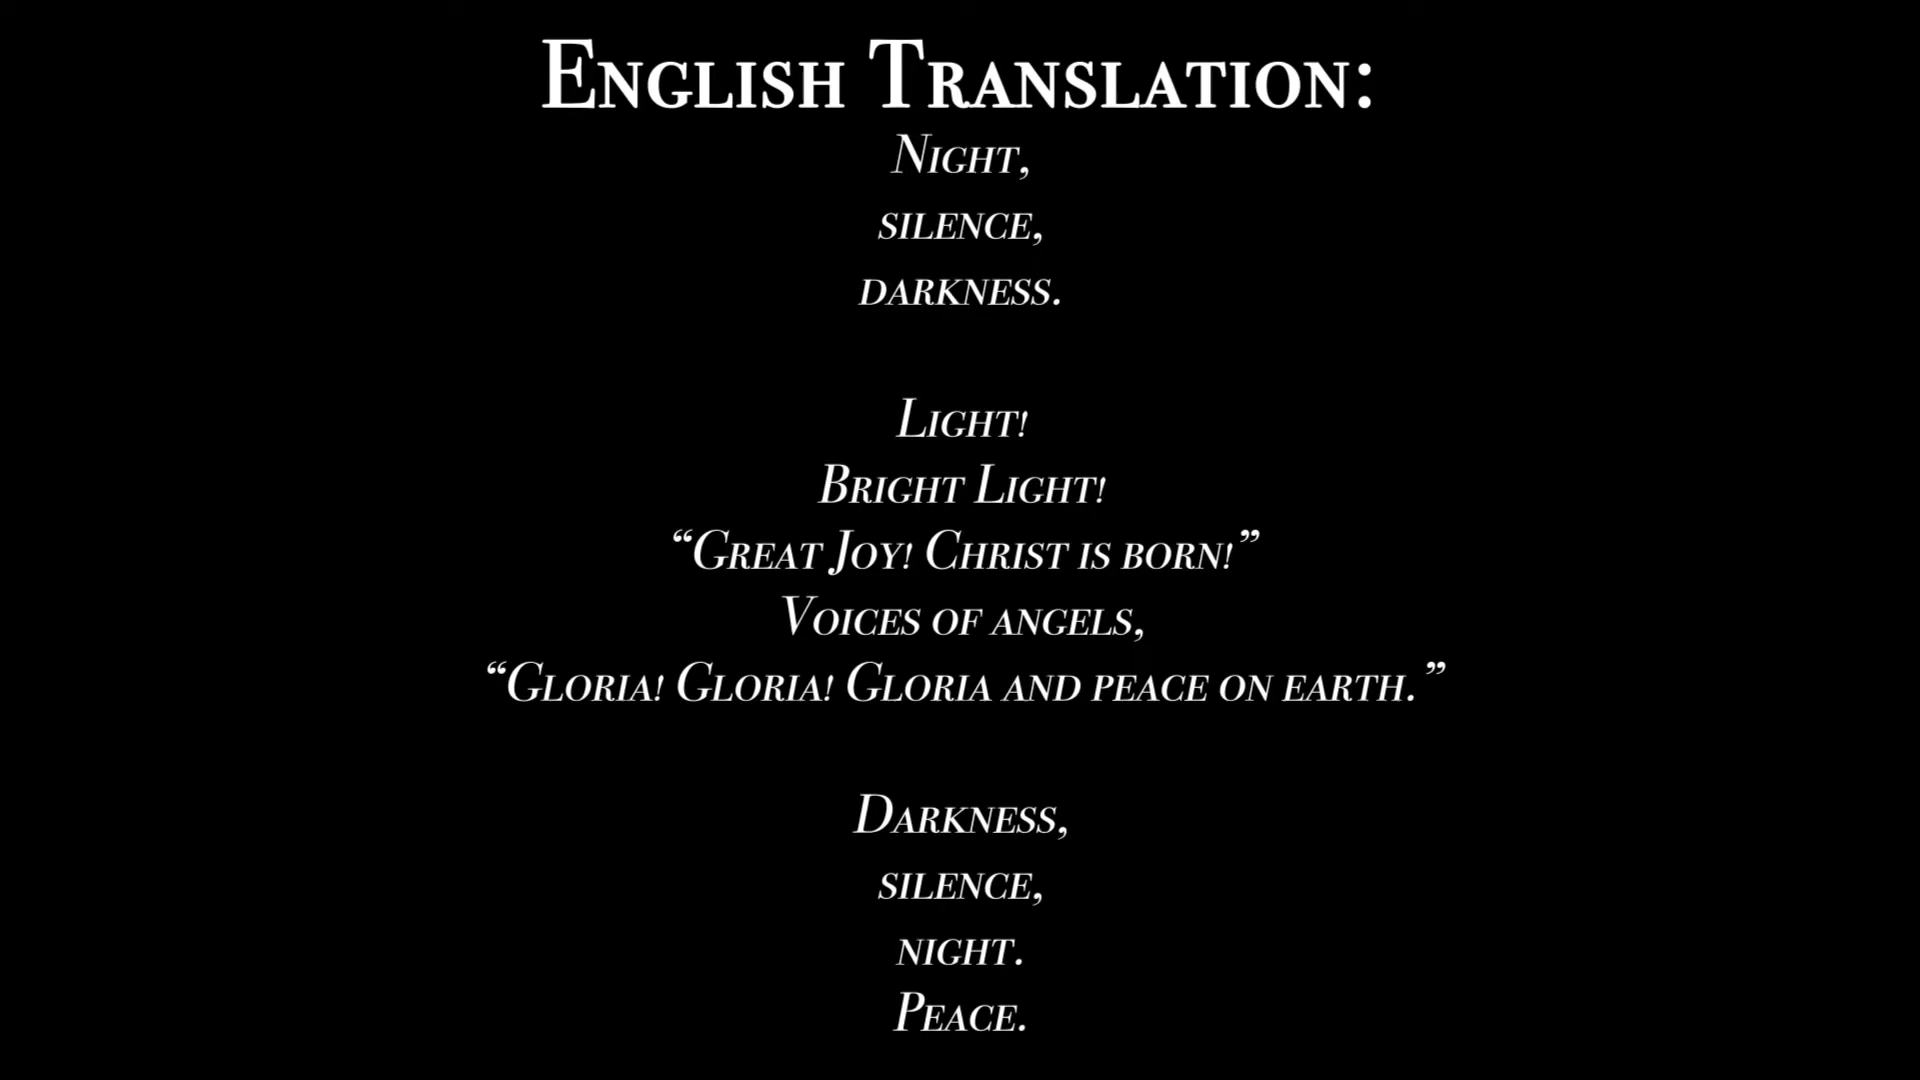 English Translation:
Night,
silence,
darkness.
Light!
Bright Light!
“Great Joy! Christ is born!”
Voices of angels,
“Gloria! Gloria! Gloria and peace on earth.”
Darkness,
silence,
night.
Peace.